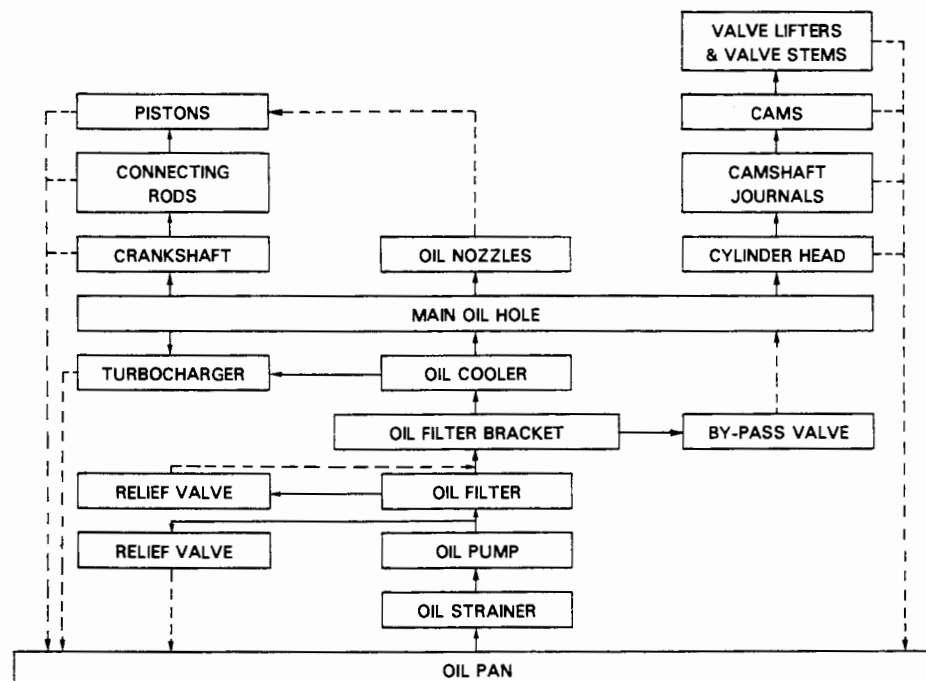 VALVE LIFTERS
& VALVE STEMS
PISTONS
CAMS
CONNECTING
RODS
CAMSHAFT
JOURNALS
CRANKSHAFT
OIL NOZZLES
CYLINDER HEAD
MAIN OIL HOLE
TURBOCHARGER
OIL COOLER
OIL FILTER BRACKET
BY-PASS VALVE
RELIEF VALVE
OIL FILTER
RELIEF VALVE
OIL PUMP
OIL STRAINER
OIL PAN